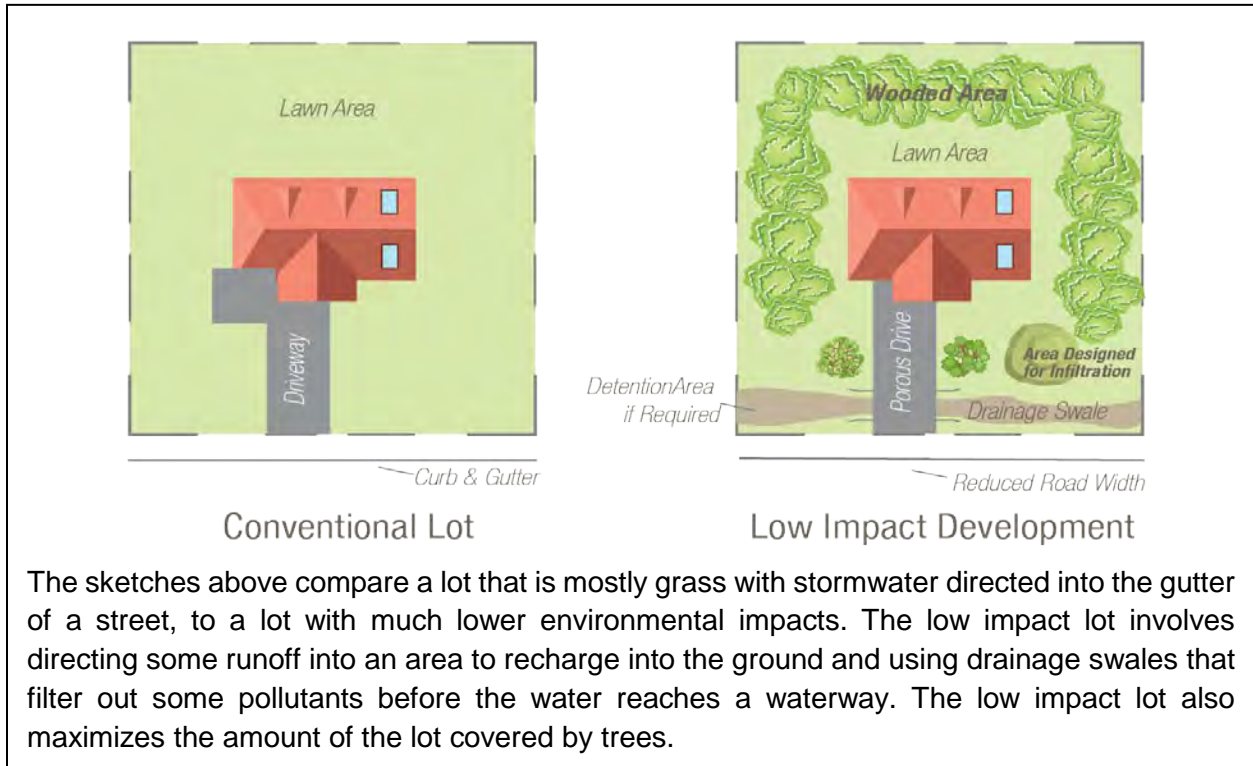 Lawn Area
Driveway
Curb & Gutter
Conventional Lot
Wooded Area
Lawn Area
Porous Drive
Area Designed
for Infiltration
DetentionArea
if Required
Drainage Swale
Reduced Road Width
Low Impact Development
The sketches above compare a lot that is mostly grass with stormwater directed into the gutter
of a street, to a lot with much lower environmental impacts. The low impact lot involves
directing some runoff into an area to recharge into the ground and using drainage swales that
filter out some pollutants before the water reaches a waterway. The low impact lot also
maximizes the amount of the lot covered by trees.